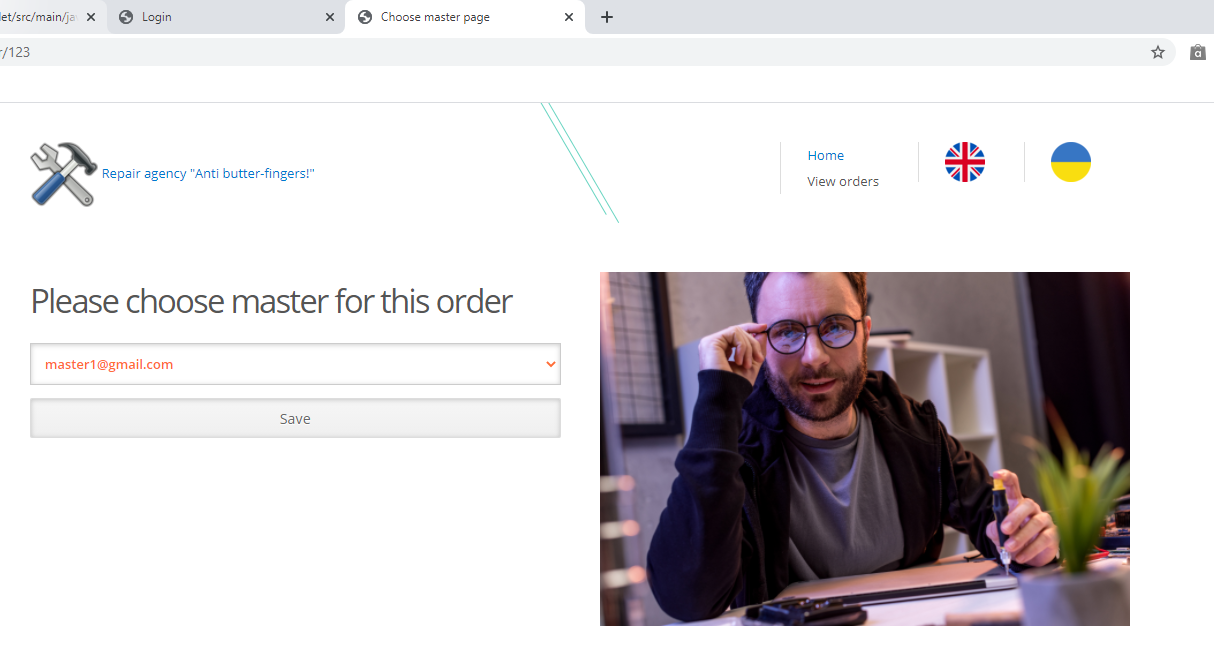 let/src/main/ja
Login
Choose master page
r/123
Repair agency "Anti butter-fingers!"
Home
View orders
Please choose master for this order
master1@gmail.com
Save